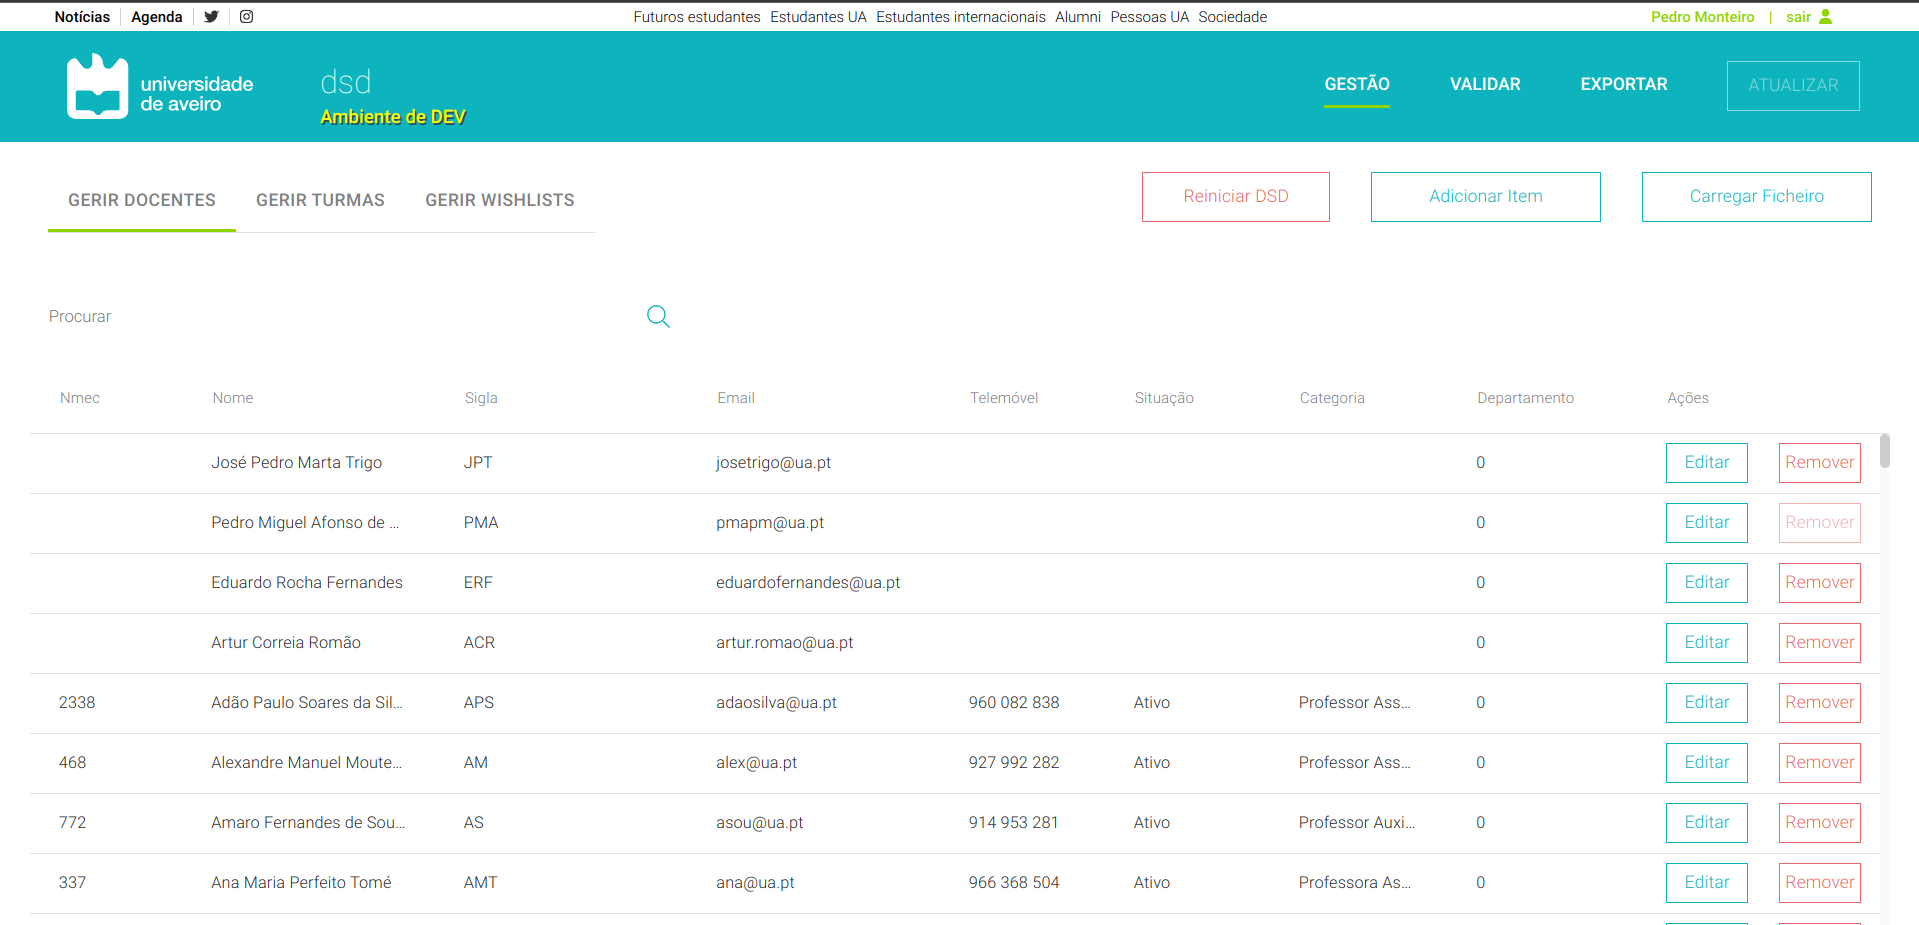 Notícias Agenda Futuros estudantes Estudantes UA Estudantes internacionais Alumni Pessoas UA Sociedade Pedro Monteiro | sair
universidade
de aveiro
dsd
Ambiente de DEV
GESTÃO VALIDAR EXPORTAR ATUALIZAR
GERIR DOCENTES GERIR TURMAS GERIR WISHLISTS Reiniciar DSD Adicionar Item Carregar Ficheiro
Procurar
Nmec Nome Sigla Email Telemóvel Situação Categoria Departamento Ações
José Pedro Marta Trigo JPT josetrigo@ua.pt 0 Editar Remover
Pedro Miguel Afonso de ... PMA pmapm@ua.pt 0 Editar Remover
Eduardo Rocha Fernandes ERF eduardofernandes@ua.pt 0 Editar Remover
Artur Correia Romão ACR artur.romao@ua.pt 0 Editar Remover
2338 Adão Paulo Soares da Sil... APS adaosilva@ua.pt 960 082 838 Ativo Professor Ass... 0 Editar Remover
468 Alexandre Manuel Moute... AM alex@ua.pt 927 992 282 Ativo Professor Ass... 0 Editar Remover
772 Amaro Fernandes de Sou... AS asou@ua.pt 914 953 281 Ativo Professor Auxi... 0 Editar Remover
337 Ana Maria Perfeito Tomé AMT ana@ua.pt 966 368 504 Ativo Professora As... 0 Editar Remover